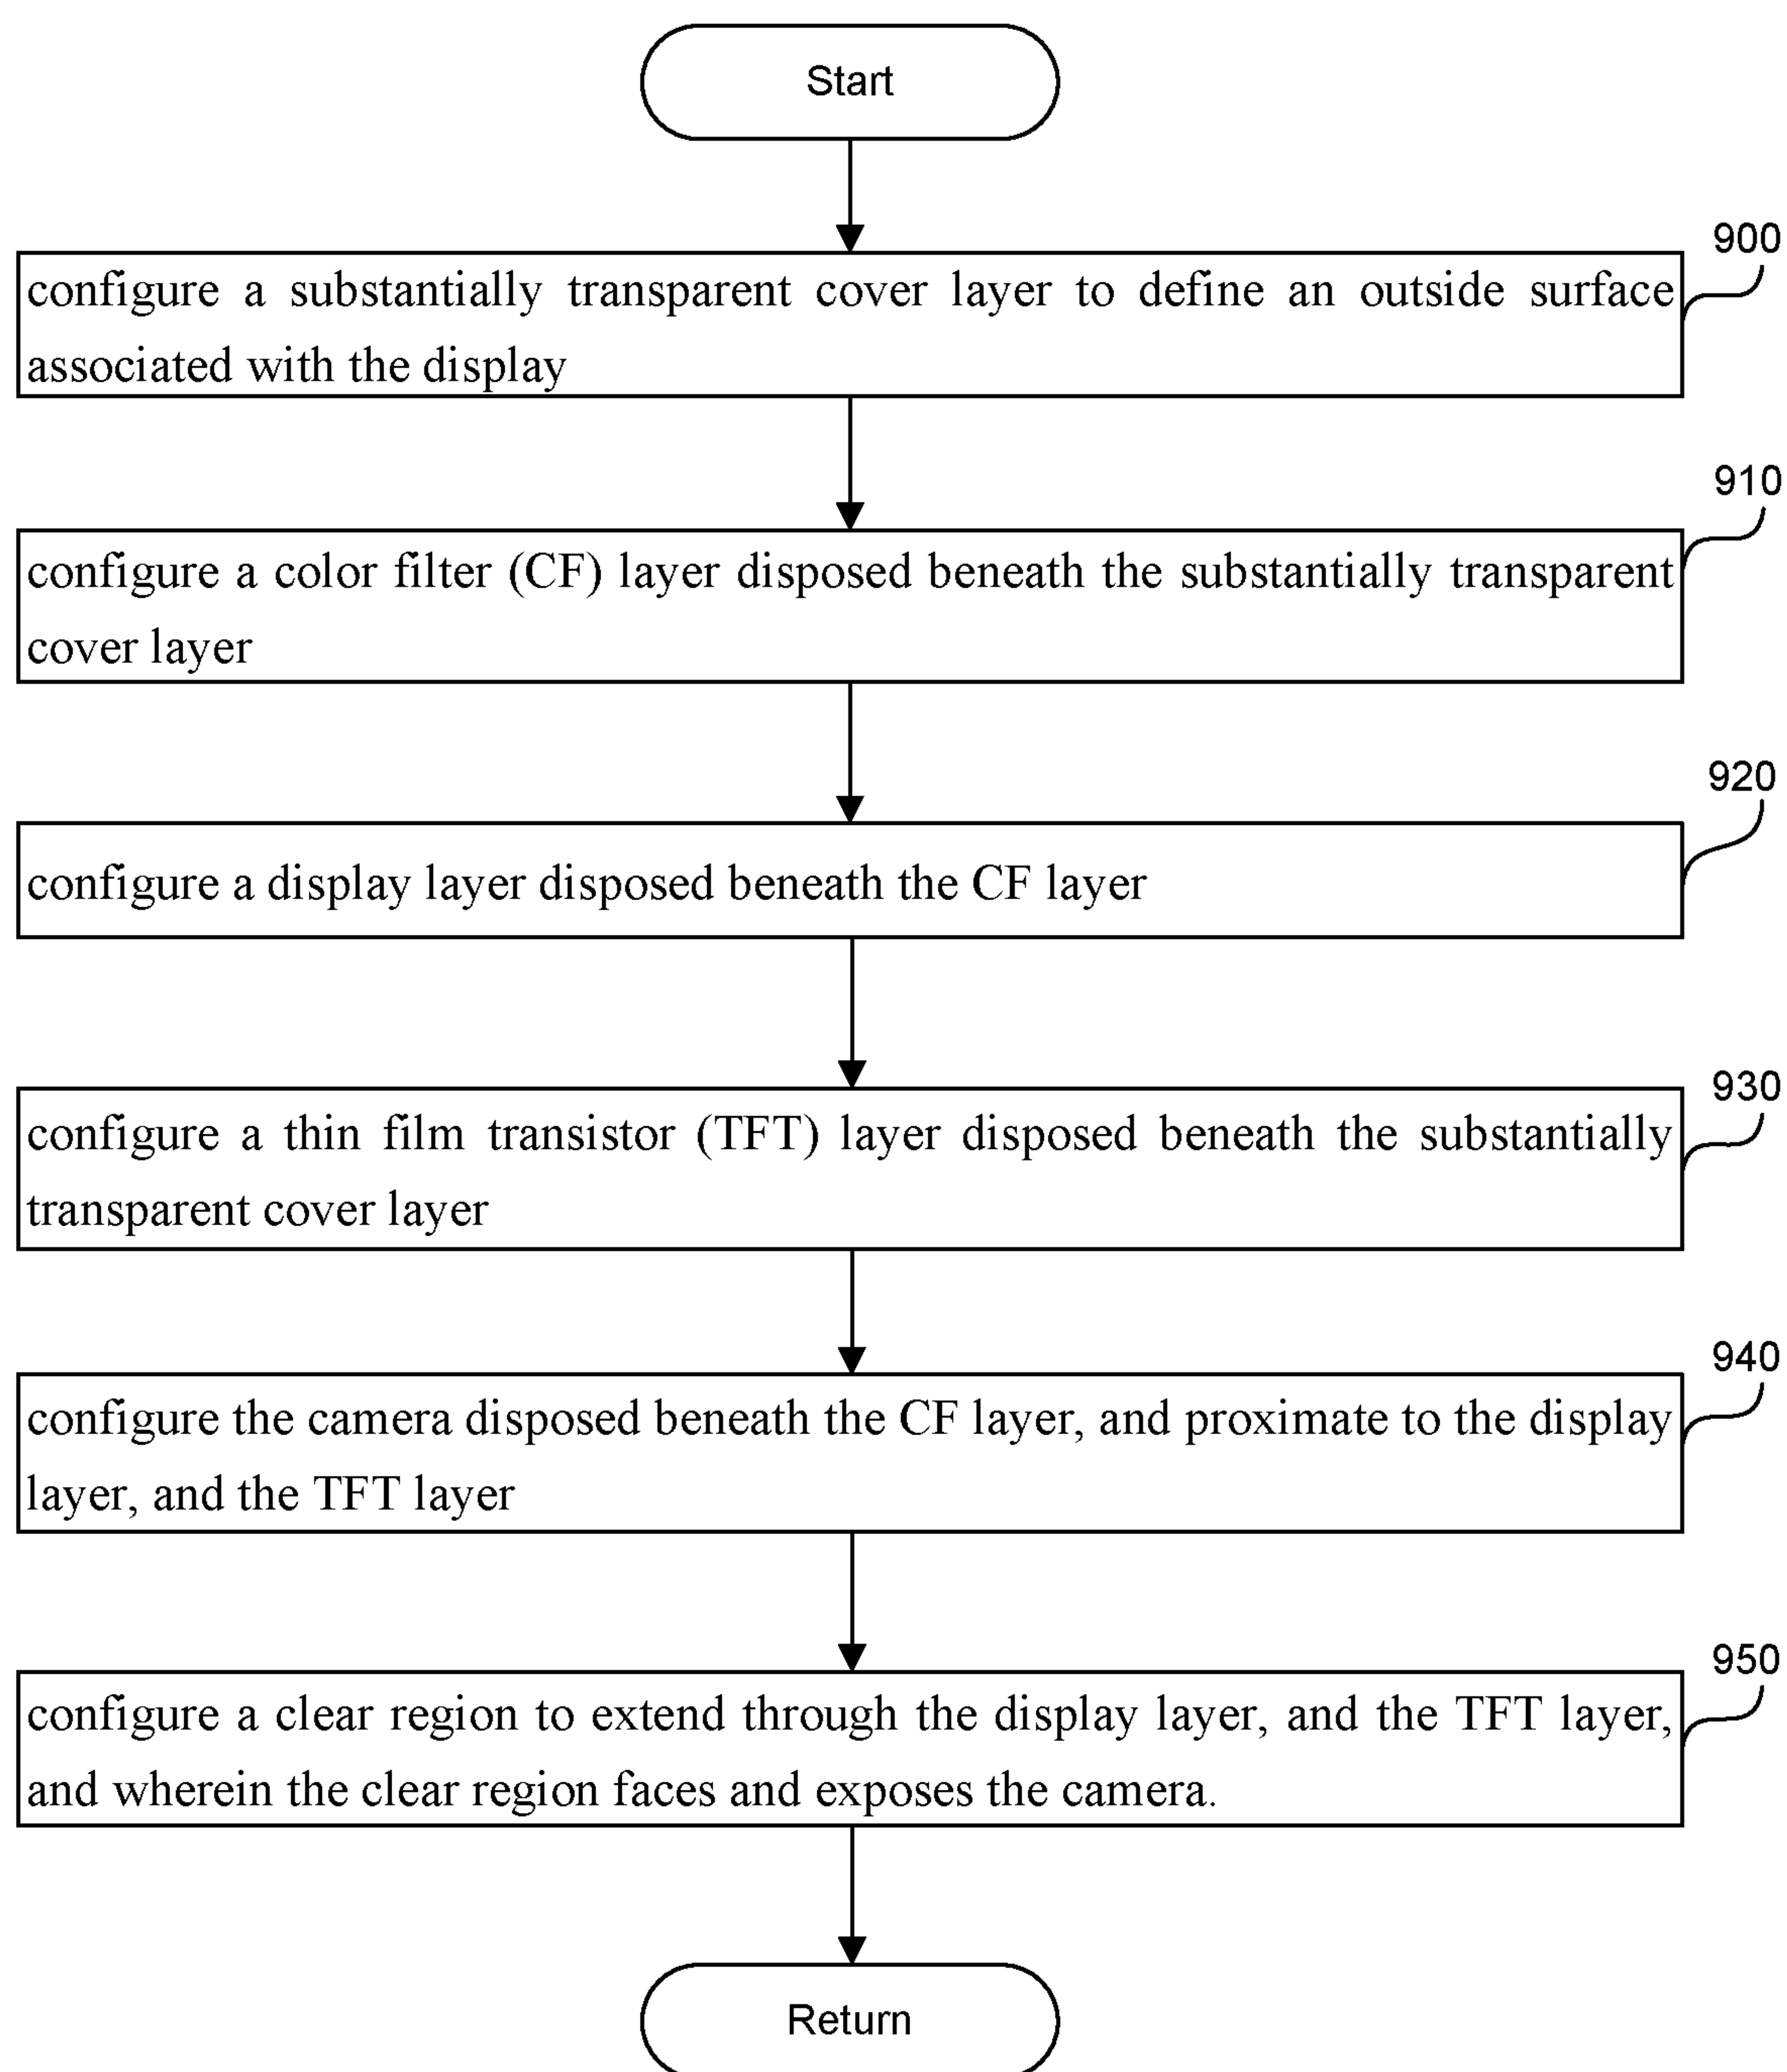 Start
900
configure a substantially transparent cover layer to define an outside surface
associated with the display
910
configure a color filter (CF) layer disposed beneath the substantially transparent
cover layer
920
configure a display layer disposed beneath the CF layer
930
configure a thin film transistor (TFT) layer disposed beneath the substantially
transparent cover layer
940
configure the camera disposed beneath the CF layer, and proximate to the display
layer, and the TFT layer
950
configure a clear region to extend through the display layer, and the TFT layer,
and wherein the clear region faces and exposes the camera.
Return